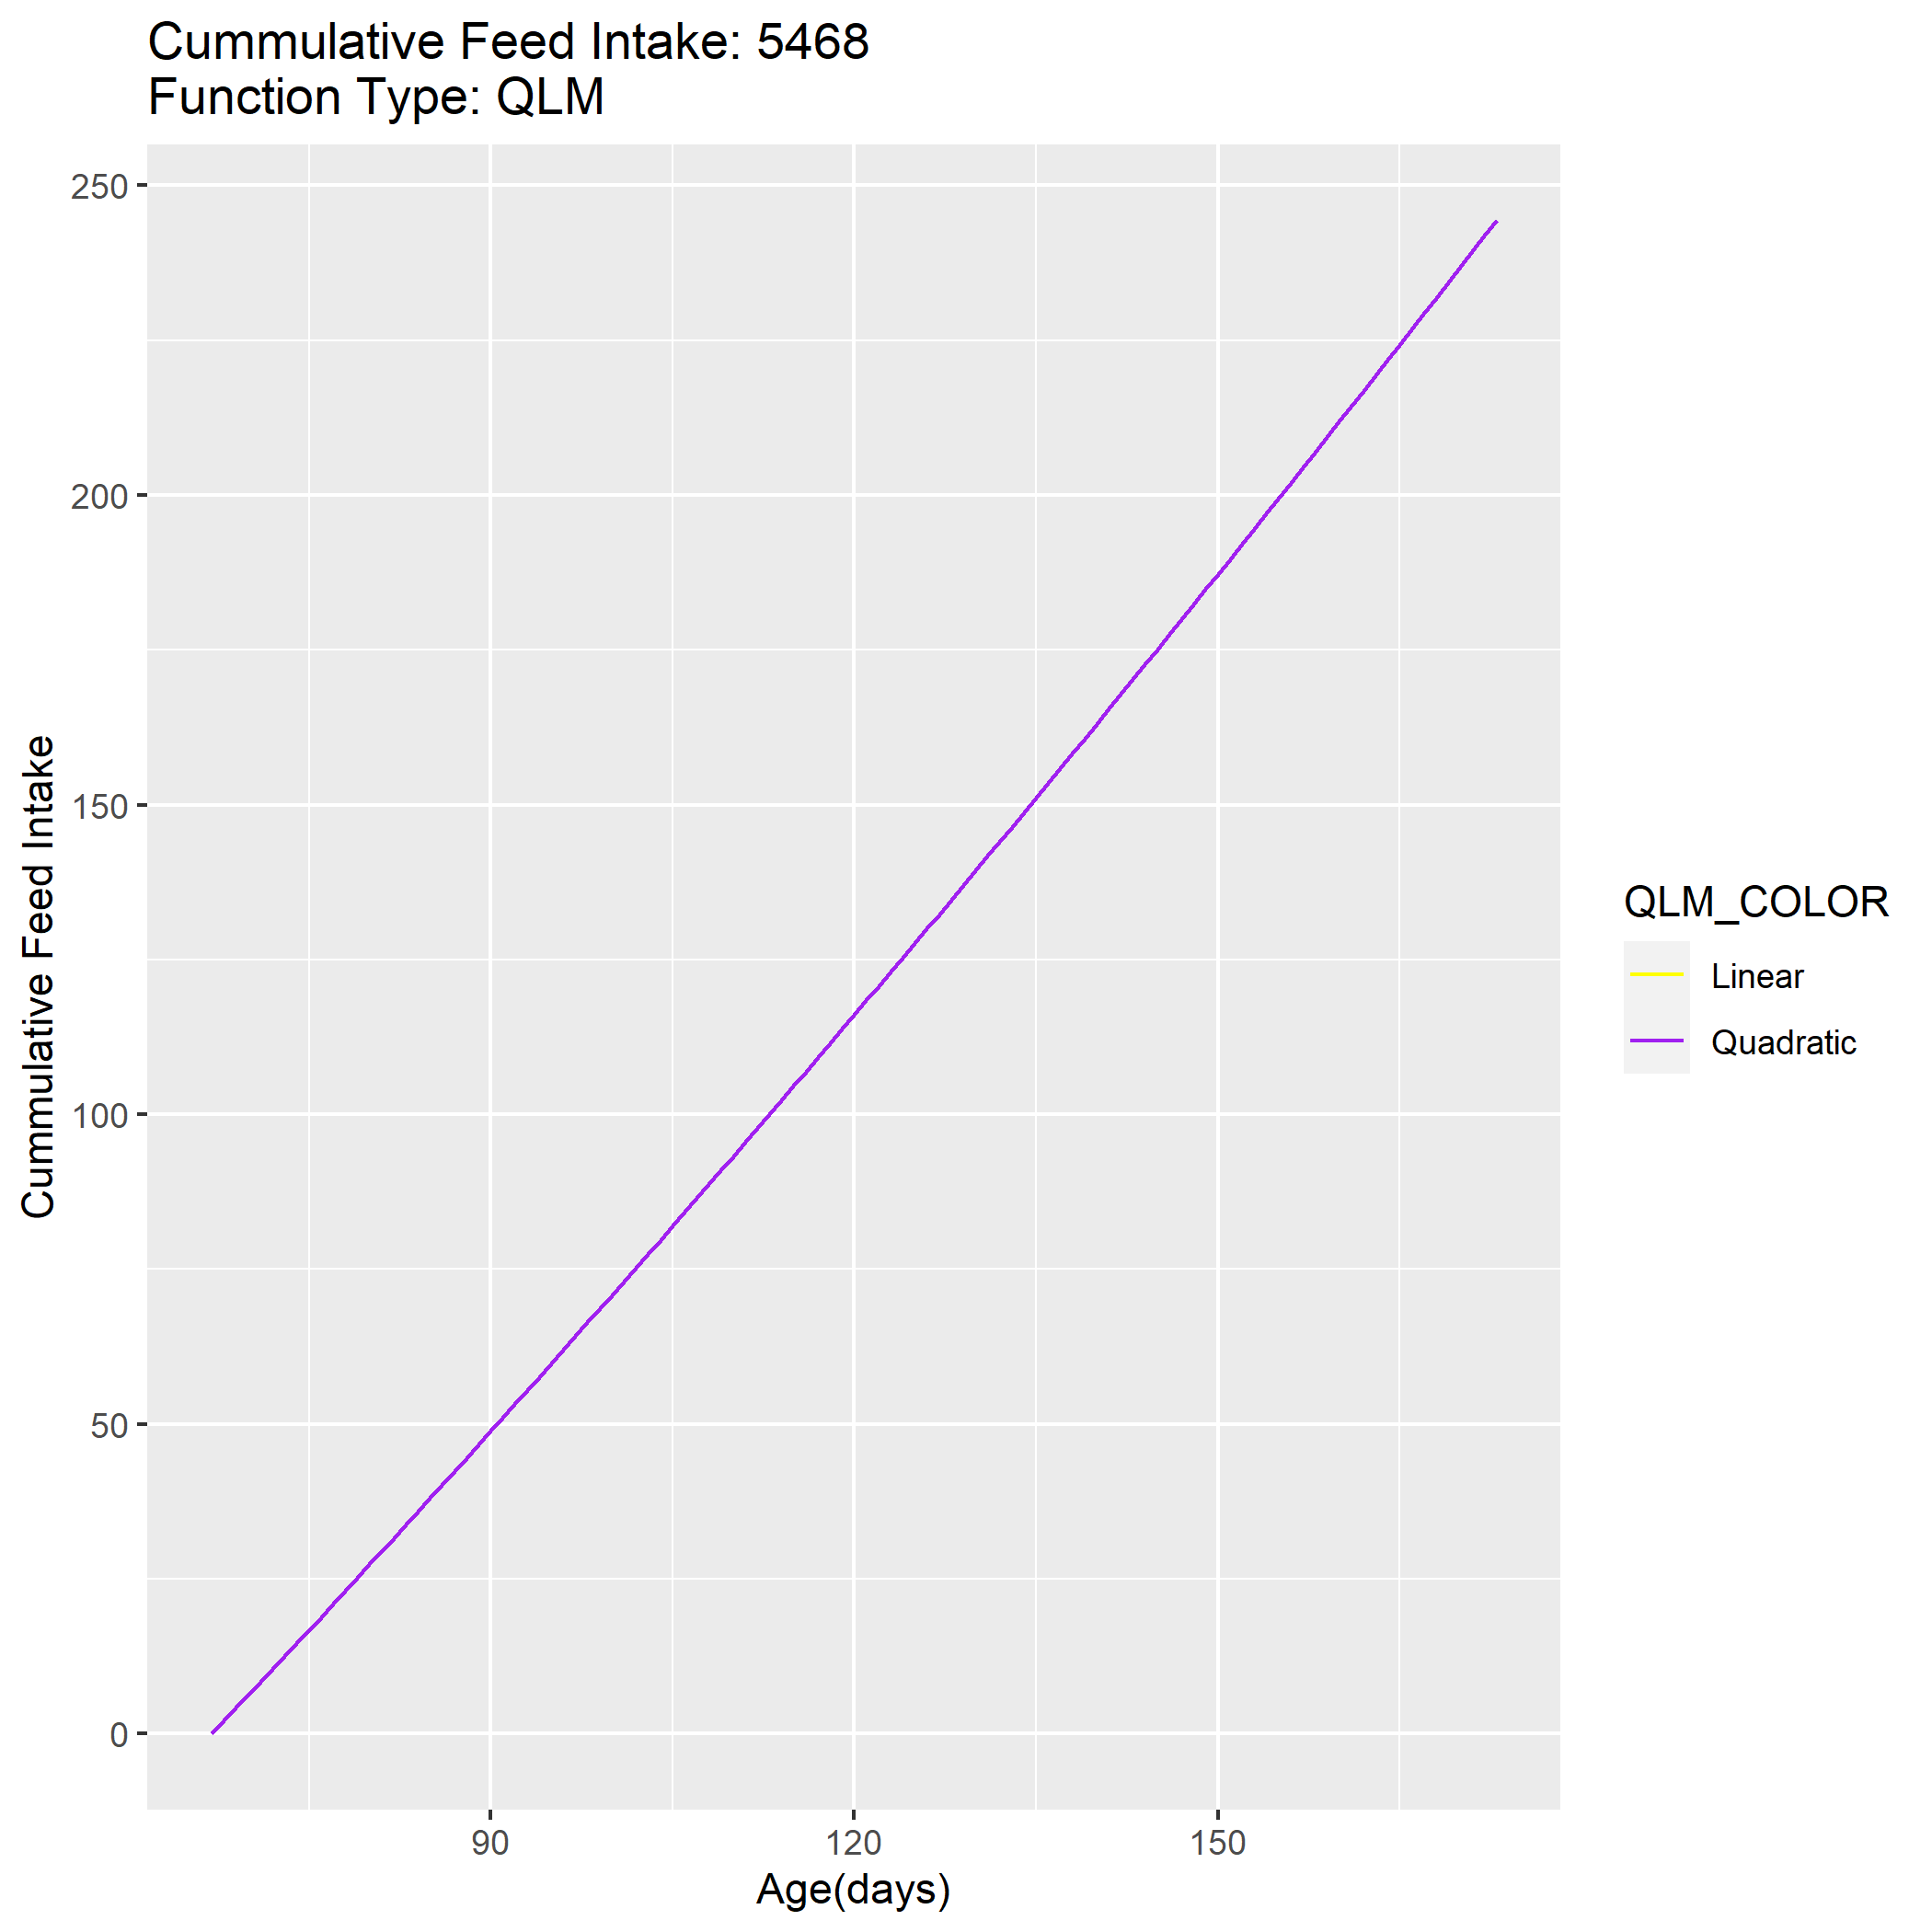 Cummulative Feed Intake: 5468
Function Type: QLM
250
200
150
100
50
0
Cummulative Feed Intake
90
120
150
Age(days)
QLM_COLOR
Linear
Quadratic